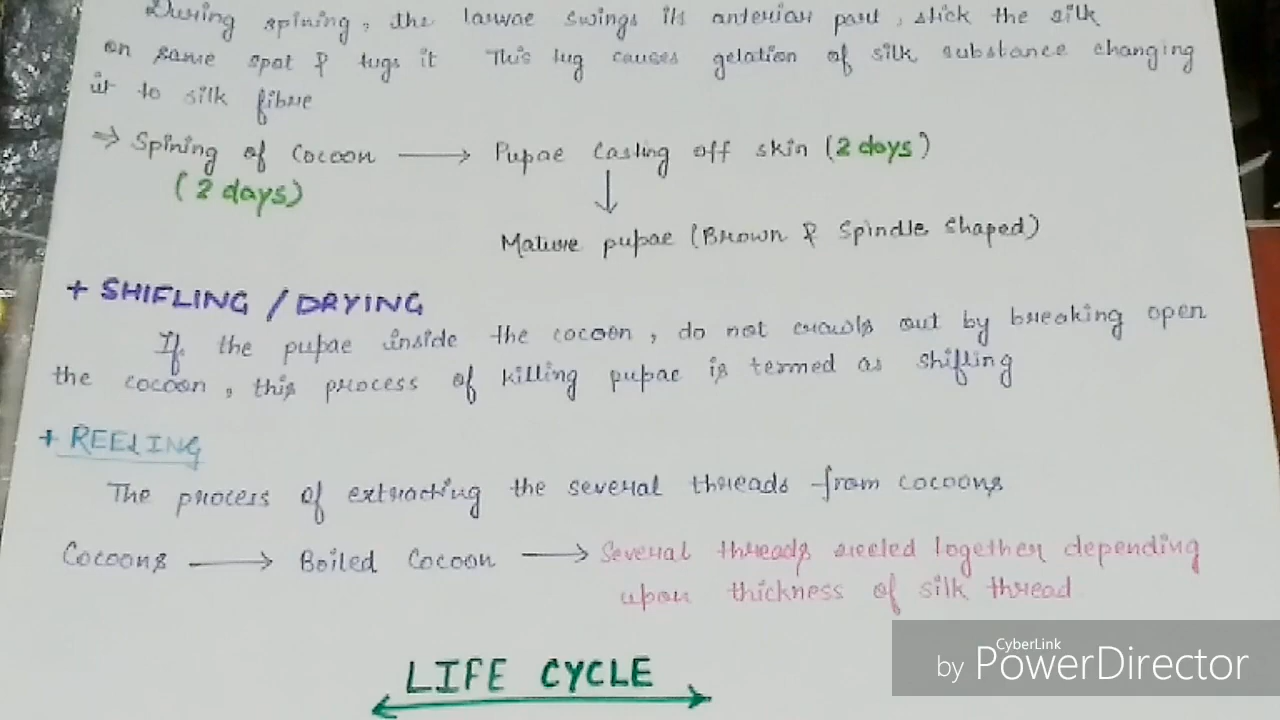 During spining, the larvae swings its anterior part, stick the silk
on same spot & tugs it This tug causes gelation of silk substance changing
it to silk fibre
⇒ Spining of Cocoon ⟶ Pupae Casting off skin (2 days)
(2 days)
↓
Mature pupae (Brown & Spindle shaped)
+ SHIFLING / DRYING
If the pupae inside the cocoon, do not crawls out by breaking open
the cocoon, this process of killing pupae is termed as shifling
+ REELING
The process of extracting the several threads from cocoons
Cocoons ⟶ Boiled Cocoon ⟶ Several threads reeled together depending
upon thickness of silk thread
LIFE CYCLE
CyberLink
by PowerDirector